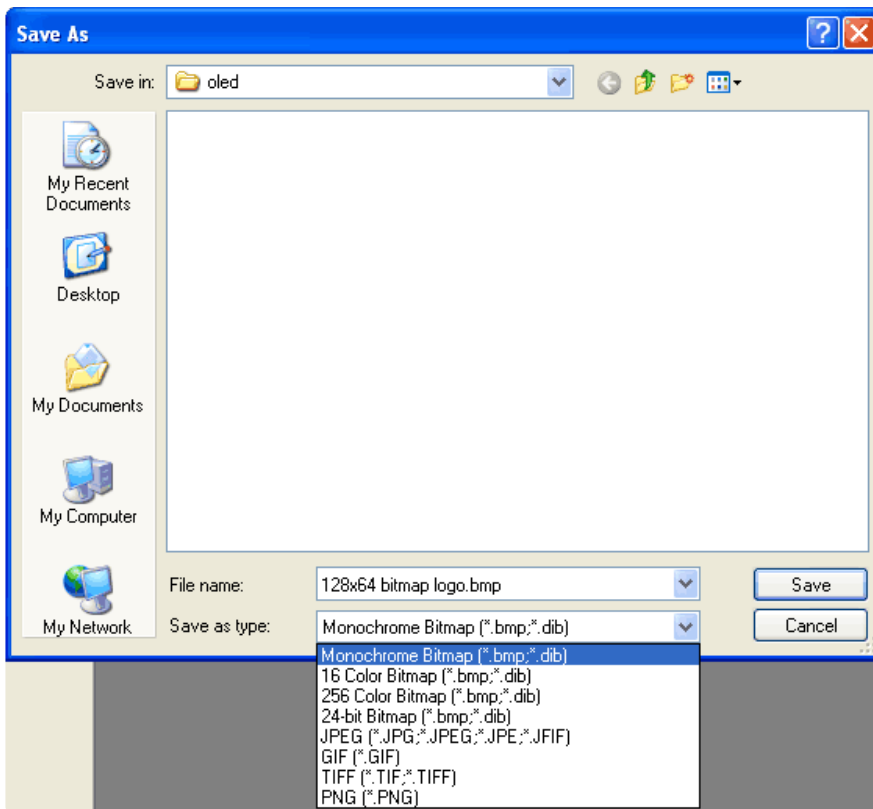 Save As
Save in:
oled
My Recent
Documents
Desktop
My Documents
My Computer
My Network
File name:
128x64 bitmap logo.bmp
Save
Save as type:
Monochrome Bitmap (*.bmp;*.dib)
Cancel
Monochrome Bitmap (*.bmp;*.dib)
16 Color Bitmap (*.bmp;*.dib)
256 Color Bitmap (*.bmp;*.dib)
24-bit Bitmap (*.bmp;*.dib)
JPEG (*.JPG;*.JPEG;*.JPE;*.JFIF)
GIF (*.GIF)
TIFF (*.TIF;*.TIFF)
PNG (*.PNG)